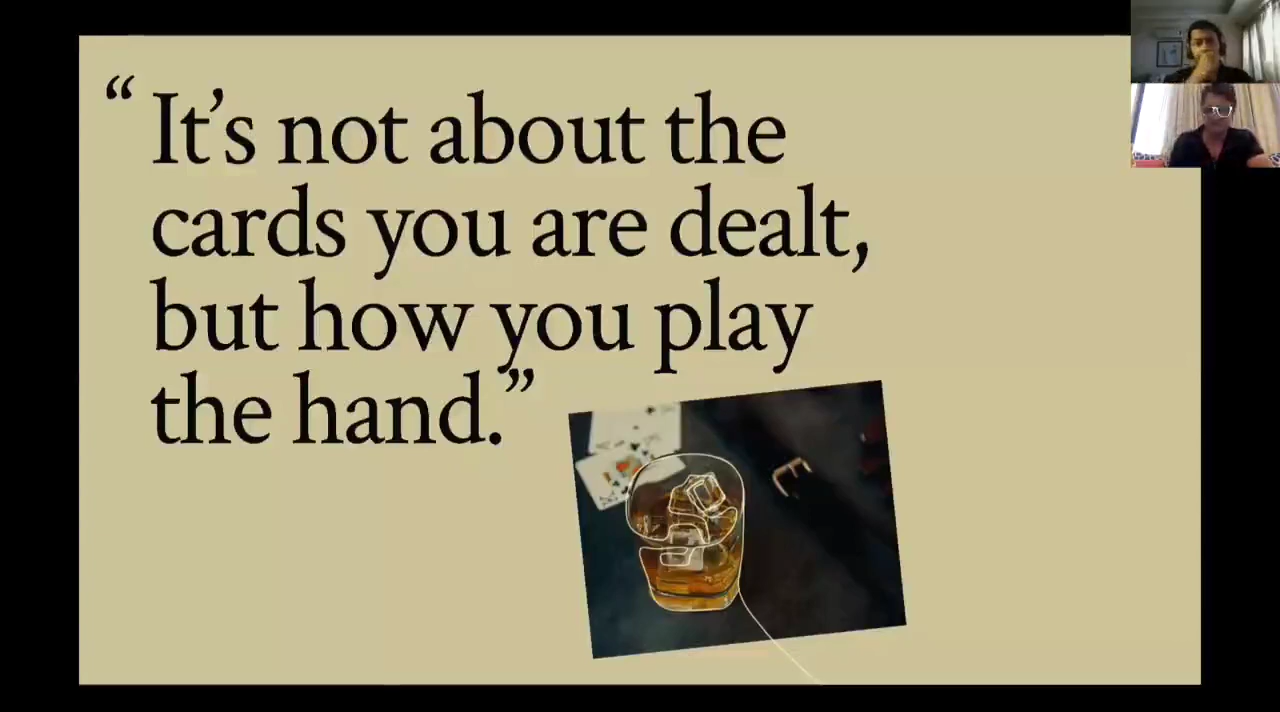 “ It’s not about the
cards you are dealt,
but how you play
the hand.”